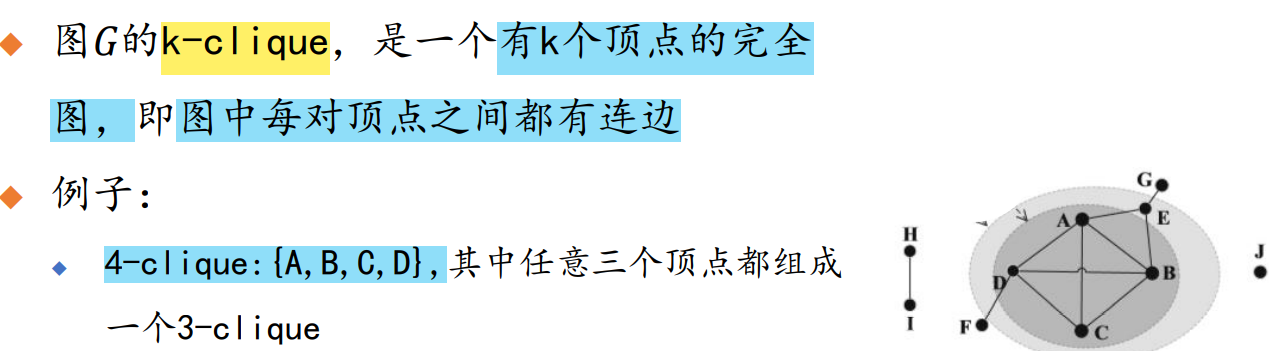 图G的k-clique，是一个有k个顶点的完全
图，即图中每对顶点之间都有连边
例子：
4-clique:{A,B,C,D},其中任意三个顶点都组成
一个3-clique
G
A
E
H
J
D
B
I
F
C